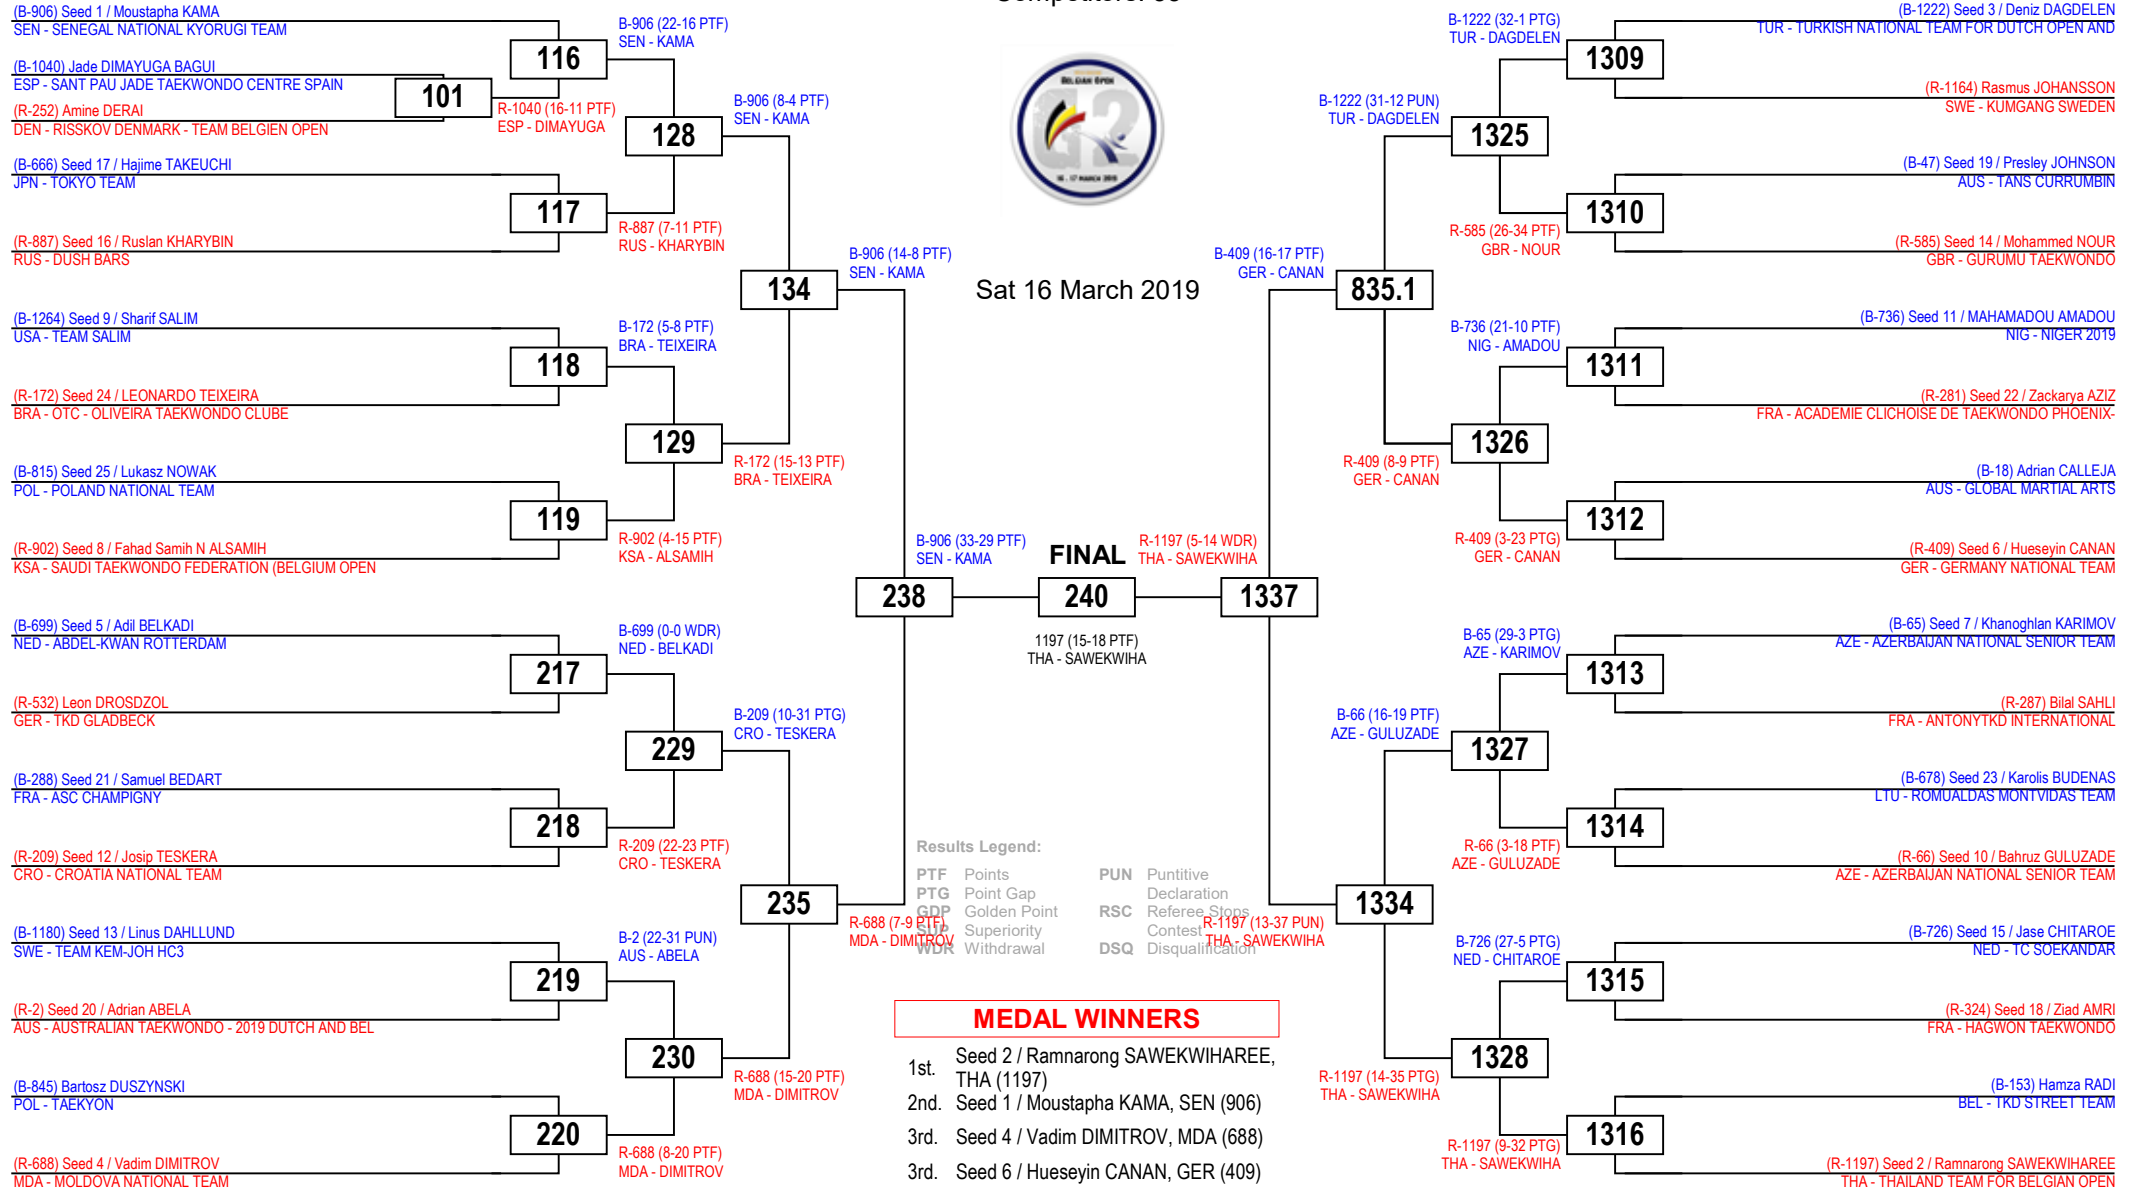 (B-906) Seed 1 / Moustapha KAMA
SEN - SENEGAL NATIONAL KYORUGI TEAM
(B-1040) Jade DIMAYUGA BAGUI
ESP - SANT PAU JADE TAEKWONDO CENTRE SPAIN
(R-252) Amine DERAI
DEN - RISSKOV DENMARK - TEAM BELGIEN OPEN
(B-666) Seed 17 / Hajime TAKEUCHI
JPN - TOKYO TEAM
(R-887) Seed 16 / Ruslan KHARYBIN
RUS - DUSH BARS
(B-1264) Seed 9 / Sharif SALIM
USA - TEAM SALIM
(R-172) Seed 24 / LEONARDO TEIXEIRA
BRA - OTC - OLIVEIRA TAEKWONDO CLUBE
(B-815) Seed 25 / Lukasz NOWAK
POL - POLAND NATIONAL TEAM
(R-902) Seed 8 / Fahad Samih N ALSAMIH
KSA - SAUDI TAEKWONDO FEDERATION (BELGIUM OPEN
(B-699) Seed 5 / Adil BELKADI
NED - ABDEL-KWAN ROTTERDAM
(R-532) Leon DROSDZOL
GER - TKD GLADBECK
(B-288) Seed 21 / Samuel BEDART
FRA - ASC CHAMPIGNY
(R-209) Seed 12 / Josip TESKERA
CRO - CROATIA NATIONAL TEAM
(B-1180) Seed 13 / Linus DAHLLUND
SWE - TEAM KEM-JOH HC3
(R-2) Seed 20 / Adrian ABELA
AUS - AUSTRALIAN TAEKWONDO - 2019 DUTCH AND BEL
(B-845) Bartosz DUSZYNSKI
POL - TAEKYON
(R-688) Seed 4 / Vadim DIMITROV
MDA - MOLDOVA NATIONAL TEAM
101
R-1040 (16-11 PTF)
ESP - DIMAYUGA
116
117
118
119
217
218
219
220
B-906 (22-16 PTF)
SEN - KAMA
128
R-887 (7-11 PTF)
RUS - KHARYBIN
B-172 (5-8 PTF)
BRA - TEIXEIRA
129
R-902 (4-15 PTF)
KSA - ALSAMIH
B-699 (0-0 WDR)
NED - BELKADI
229
R-209 (22-23 PTF)
CRO - TESKERA
B-2 (22-31 PUN)
AUS - ABELA
230
R-688 (8-20 PTF)
MDA - DIMITROV
B-906 (8-4 PTF)
SEN - KAMA
134
R-172 (15-13 PTF)
BRA - TEIXEIRA
B-209 (10-31 PTG)
CRO - TESKERA
235
R-688 (15-20 PTF)
MDA - DIMITROV
B-906 (14-8 PTF)
SEN - KAMA
238
R-688 (7-9 PTF)
MDA - DIMITROV
BELGIAN OPEN
G2
16 - 17 MARCH 2019
Sat 16 March 2019
B-906 (33-29 PTF)
SEN - KAMA
FINAL
R-1197 (5-14 WDR)
THA - SAWEKWIHA
240
1197 (15-18 PTF)
THA - SAWEKWIHA
Results Legend:
PTF Points
PTG Point Gap
GDP Golden Point
SUP Superiority
WDR Withdrawal
PUN Puntitive
Declaration
RSC Referee Stops
Contest
DSQ Disqualification
MEDAL WINNERS
1st. Seed 2 / Ramnarong SAWEKWIHAREE,
THA (1197)
2nd. Seed 1 / Moustapha KAMA, SEN (906)
3rd. Seed 4 / Vadim DIMITROV, MDA (688)
3rd. Seed 6 / Hueseyin CANAN, GER (409)
B-409 (16-17 PTF)
GER - CANAN
1337
R-1197 (13-37 PUN)
THA - SAWEKWIHA
B-1222 (31-12 PUN)
TUR - DAGDELEN
835.1
R-409 (8-9 PTF)
GER - CANAN
B-66 (16-19 PTF)
AZE - GULUZADE
1334
R-1197 (14-35 PTG)
THA - SAWEKWIHA
B-1222 (32-1 PTG)
TUR - DAGDELEN
1325
R-585 (26-34 PTF)
GBR - NOUR
B-736 (21-10 PTF)
NIG - AMADOU
1326
R-409 (3-23 PTG)
GER - CANAN
B-65 (29-3 PTG)
AZE - KARIMOV
1327
R-66 (3-18 PTF)
AZE - GULUZADE
B-726 (27-5 PTG)
NED - CHITAROE
1328
R-1197 (9-32 PTG)
THA - SAWEKWIHA
1309
1310
1311
1312
1313
1314
1315
1316
(B-1222) Seed 3 / Deniz DAGDELEN
TUR - TURKISH NATIONAL TEAM FOR DUTCH OPEN AND
(R-1164) Rasmus JOHANSSON
SWE - KUMGANG SWEDEN
(B-47) Seed 19 / Presley JOHNSON
AUS - TANS CURRUMBIN
(R-585) Seed 14 / Mohammed NOUR
GBR - GURUMU TAEKWONDO
(B-736) Seed 11 / MAHAMADOU AMADOU
NIG - NIGER 2019
(R-281) Seed 22 / Zackarya AZIZ
FRA - ACADEMIE CLICHOISE DE TAEKWONDO PHOENIX-
(B-18) Adrian CALLEJA
AUS - GLOBAL MARTIAL ARTS
(R-409) Seed 6 / Hueseyin CANAN
GER - GERMANY NATIONAL TEAM
(B-65) Seed 7 / Khanoghlan KARIMOV
AZE - AZERBAIJAN NATIONAL SENIOR TEAM
(R-287) Bilal SAHLI
FRA - ANTONYTKD INTERNATIONAL
(B-678) Seed 23 / Karolis BUDENAS
LTU - ROMUALDAS MONTVIDAS TEAM
(R-66) Seed 10 / Bahruz GULUZADE
AZE - AZERBAIJAN NATIONAL SENIOR TEAM
(B-726) Seed 15 / Jase CHITAROE
NED - TC SOEKANDAR
(R-324) Seed 18 / Ziad AMRI
FRA - HAGWON TAEKWONDO
(B-153) Hamza RADI
BEL - TKD STREET TEAM
(R-1197) Seed 2 / Ramnarong SAWEKWIHAREE
THA - THAILAND TEAM FOR BELGIAN OPEN